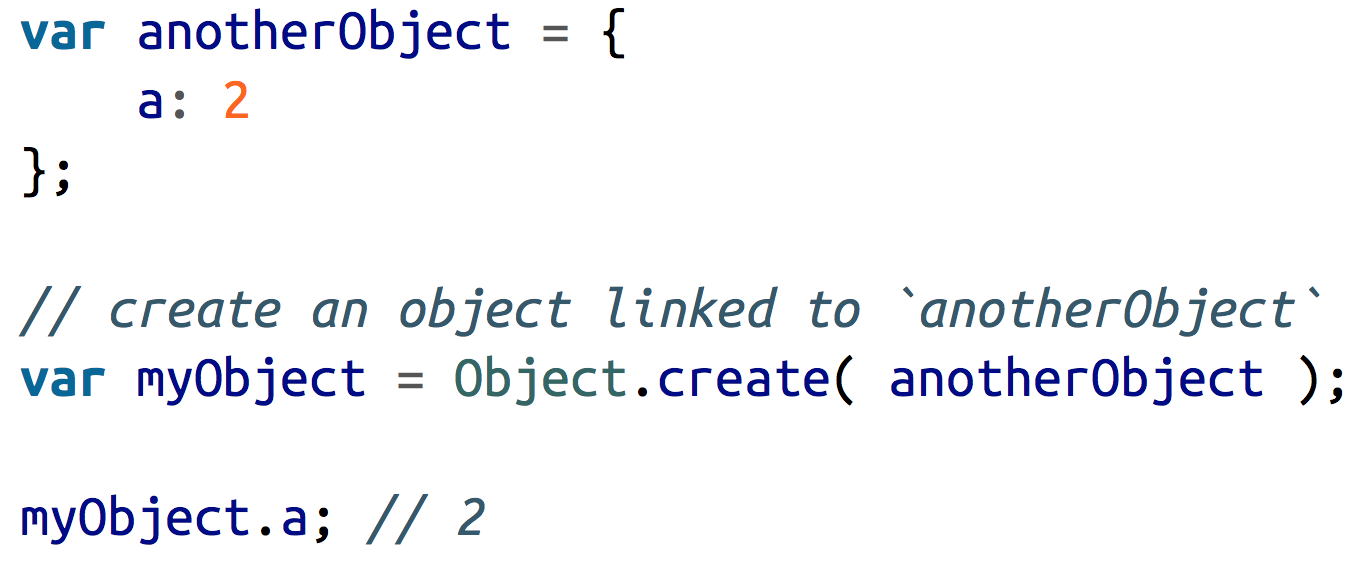 var anotherObject = {
    a: 2
};

// create an object linked to `anotherObject`
var myObject = Object.create( anotherObject );

myObject.a; // 2